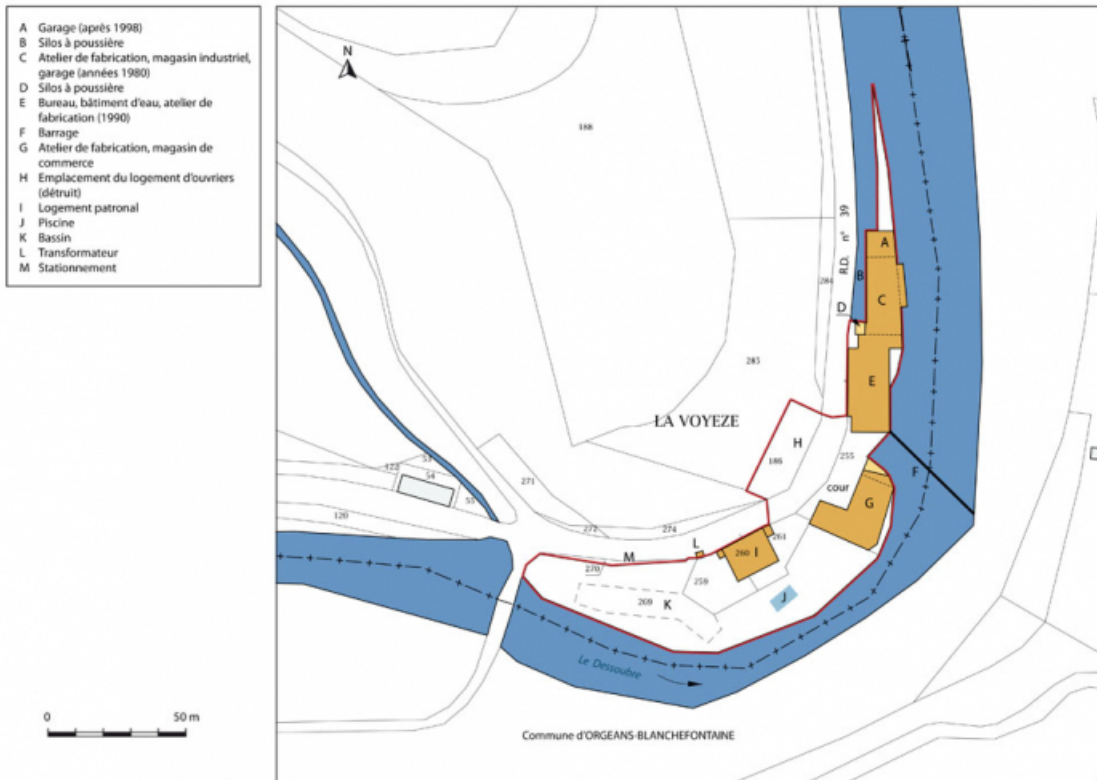 A Garage (après 1998)
B Silos à poussière
C Atelier de fabrication, magasin industriel,
garage (années 1980)
D Silos à poussière
E Bureau, bâtiment d'eau, atelier de
fabrication (1990)
F Barrage
G Atelier de fabrication, magasin de
commerce
H Emplacement du logement d'ouvriers
(détruit)
I Logement patronal
J Piscine
K Bassin
L Transformateur
M Stationnement
N
188
R.D. n° 39
A
B
284
C
D
285
E
LA VOYEZE
H
186
255
F
cour
G
53
122
54
55
271
120
272
274
261
L
M
260
I
270
259
269
K
J
Le Dessoubre
0
50 m
Commune d'ORGEANS-BLANCHEFONTAINE
D